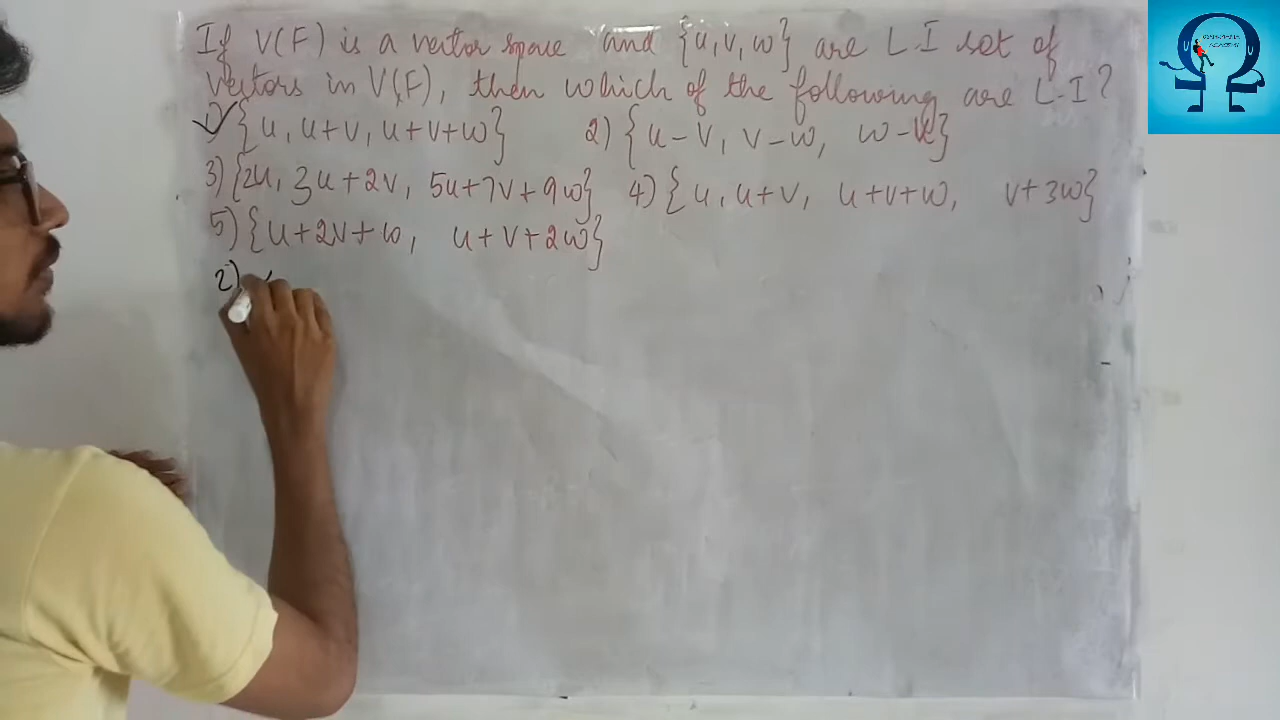 If V(F) is a vector space and {u, v, w} are L.I set of
vectors in V(F), then which of the following are L.I?
1) {u, u+v, u+v+w} 2) {u-v, v-w, w-u}
3) {2u, 3u+2v, 5u+7v+9w} 4) {u, u+v, u+v+w, v+3w}
5) {u+2v+w, u+v+2w}
2)
ACADEMY